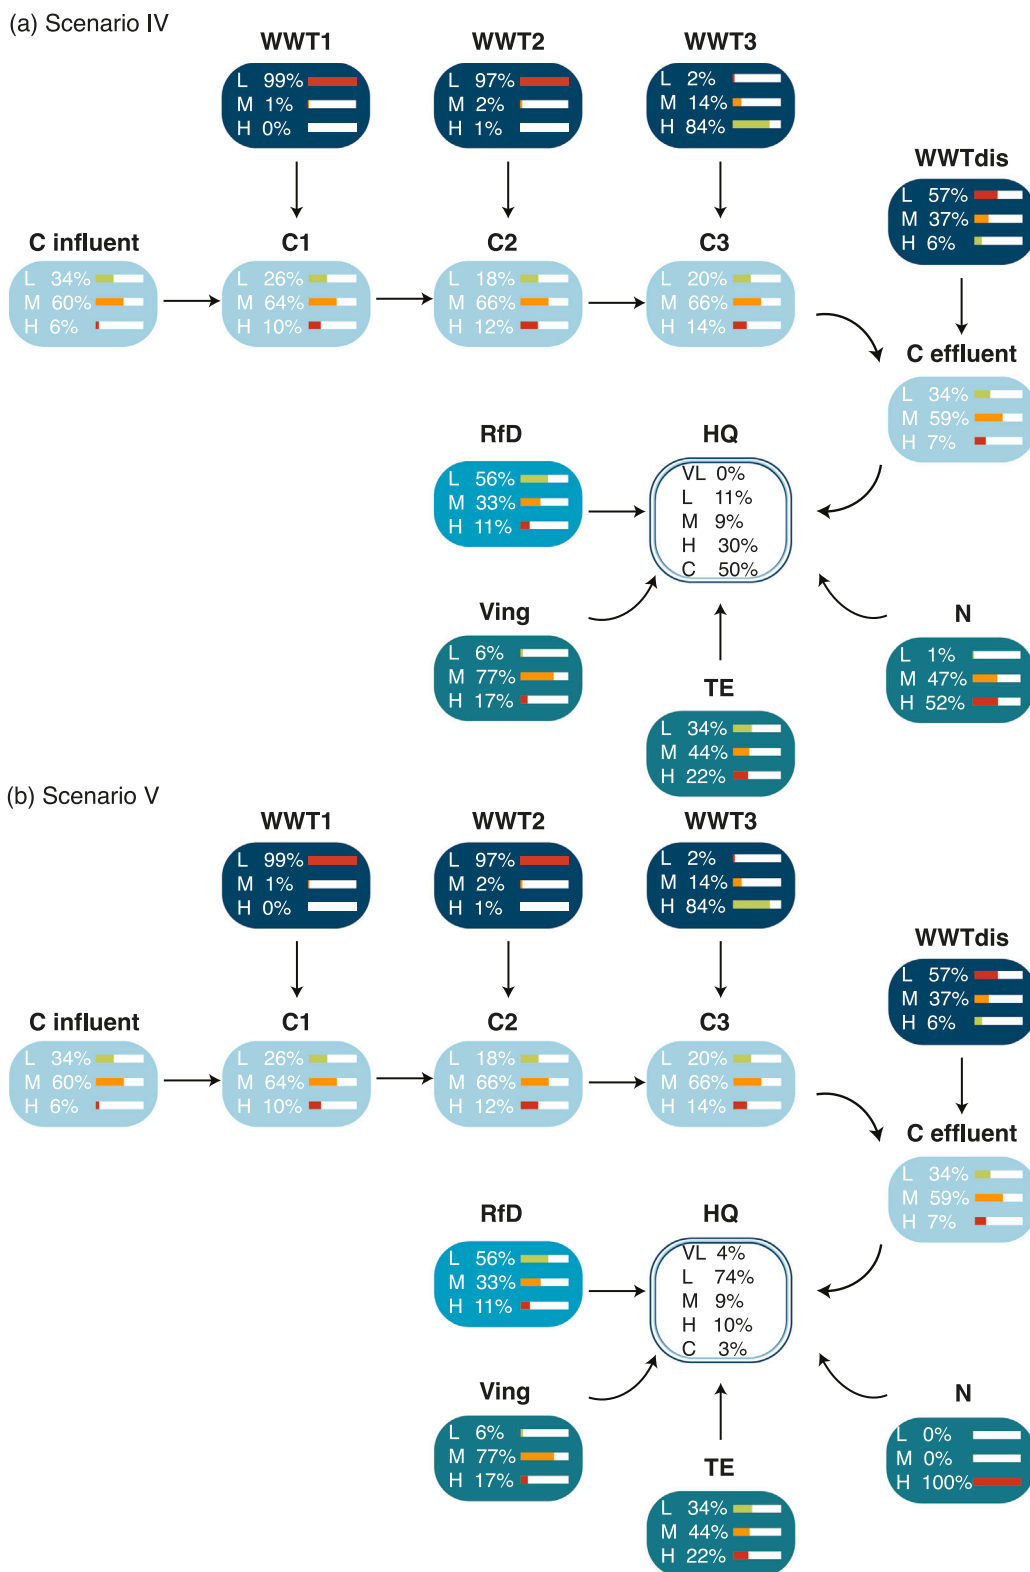 (a) Scenario IV
WWT1
L 99%
M 1%
H 0%
WWT2
L 97%
M 2%
H 1%
WWT3
L 2%
M 14%
H 84%
WWTdis
L 57%
M 37%
H 6%
C influent
L 34%
M 60%
H 6%
C1
L 26%
M 64%
H 10%
C2
L 18%
M 66%
H 12%
C3
L 20%
M 66%
H 14%
C effluent
L 34%
M 59%
H 7%
RfD
L 56%
M 33%
H 11%
HQ
VL 0%
L 11%
M 9%
H 30%
C 50%
Ving
L 6%
M 77%
H 17%
TE
L 34%
M 44%
H 22%
N
L 1%
M 47%
H 52%
(b) Scenario V
WWT1
L 99%
M 1%
H 0%
WWT2
L 97%
M 2%
H 1%
WWT3
L 2%
M 14%
H 84%
WWTdis
L 57%
M 37%
H 6%
C influent
L 34%
M 60%
H 6%
C1
L 26%
M 64%
H 10%
C2
L 18%
M 66%
H 12%
C3
L 20%
M 66%
H 14%
C effluent
L 34%
M 59%
H 7%
RfD
L 56%
M 33%
H 11%
HQ
VL 4%
L 74%
M 9%
H 10%
C 3%
Ving
L 6%
M 77%
H 17%
TE
L 34%
M 44%
H 22%
N
L 0%
M 0%
H 100%